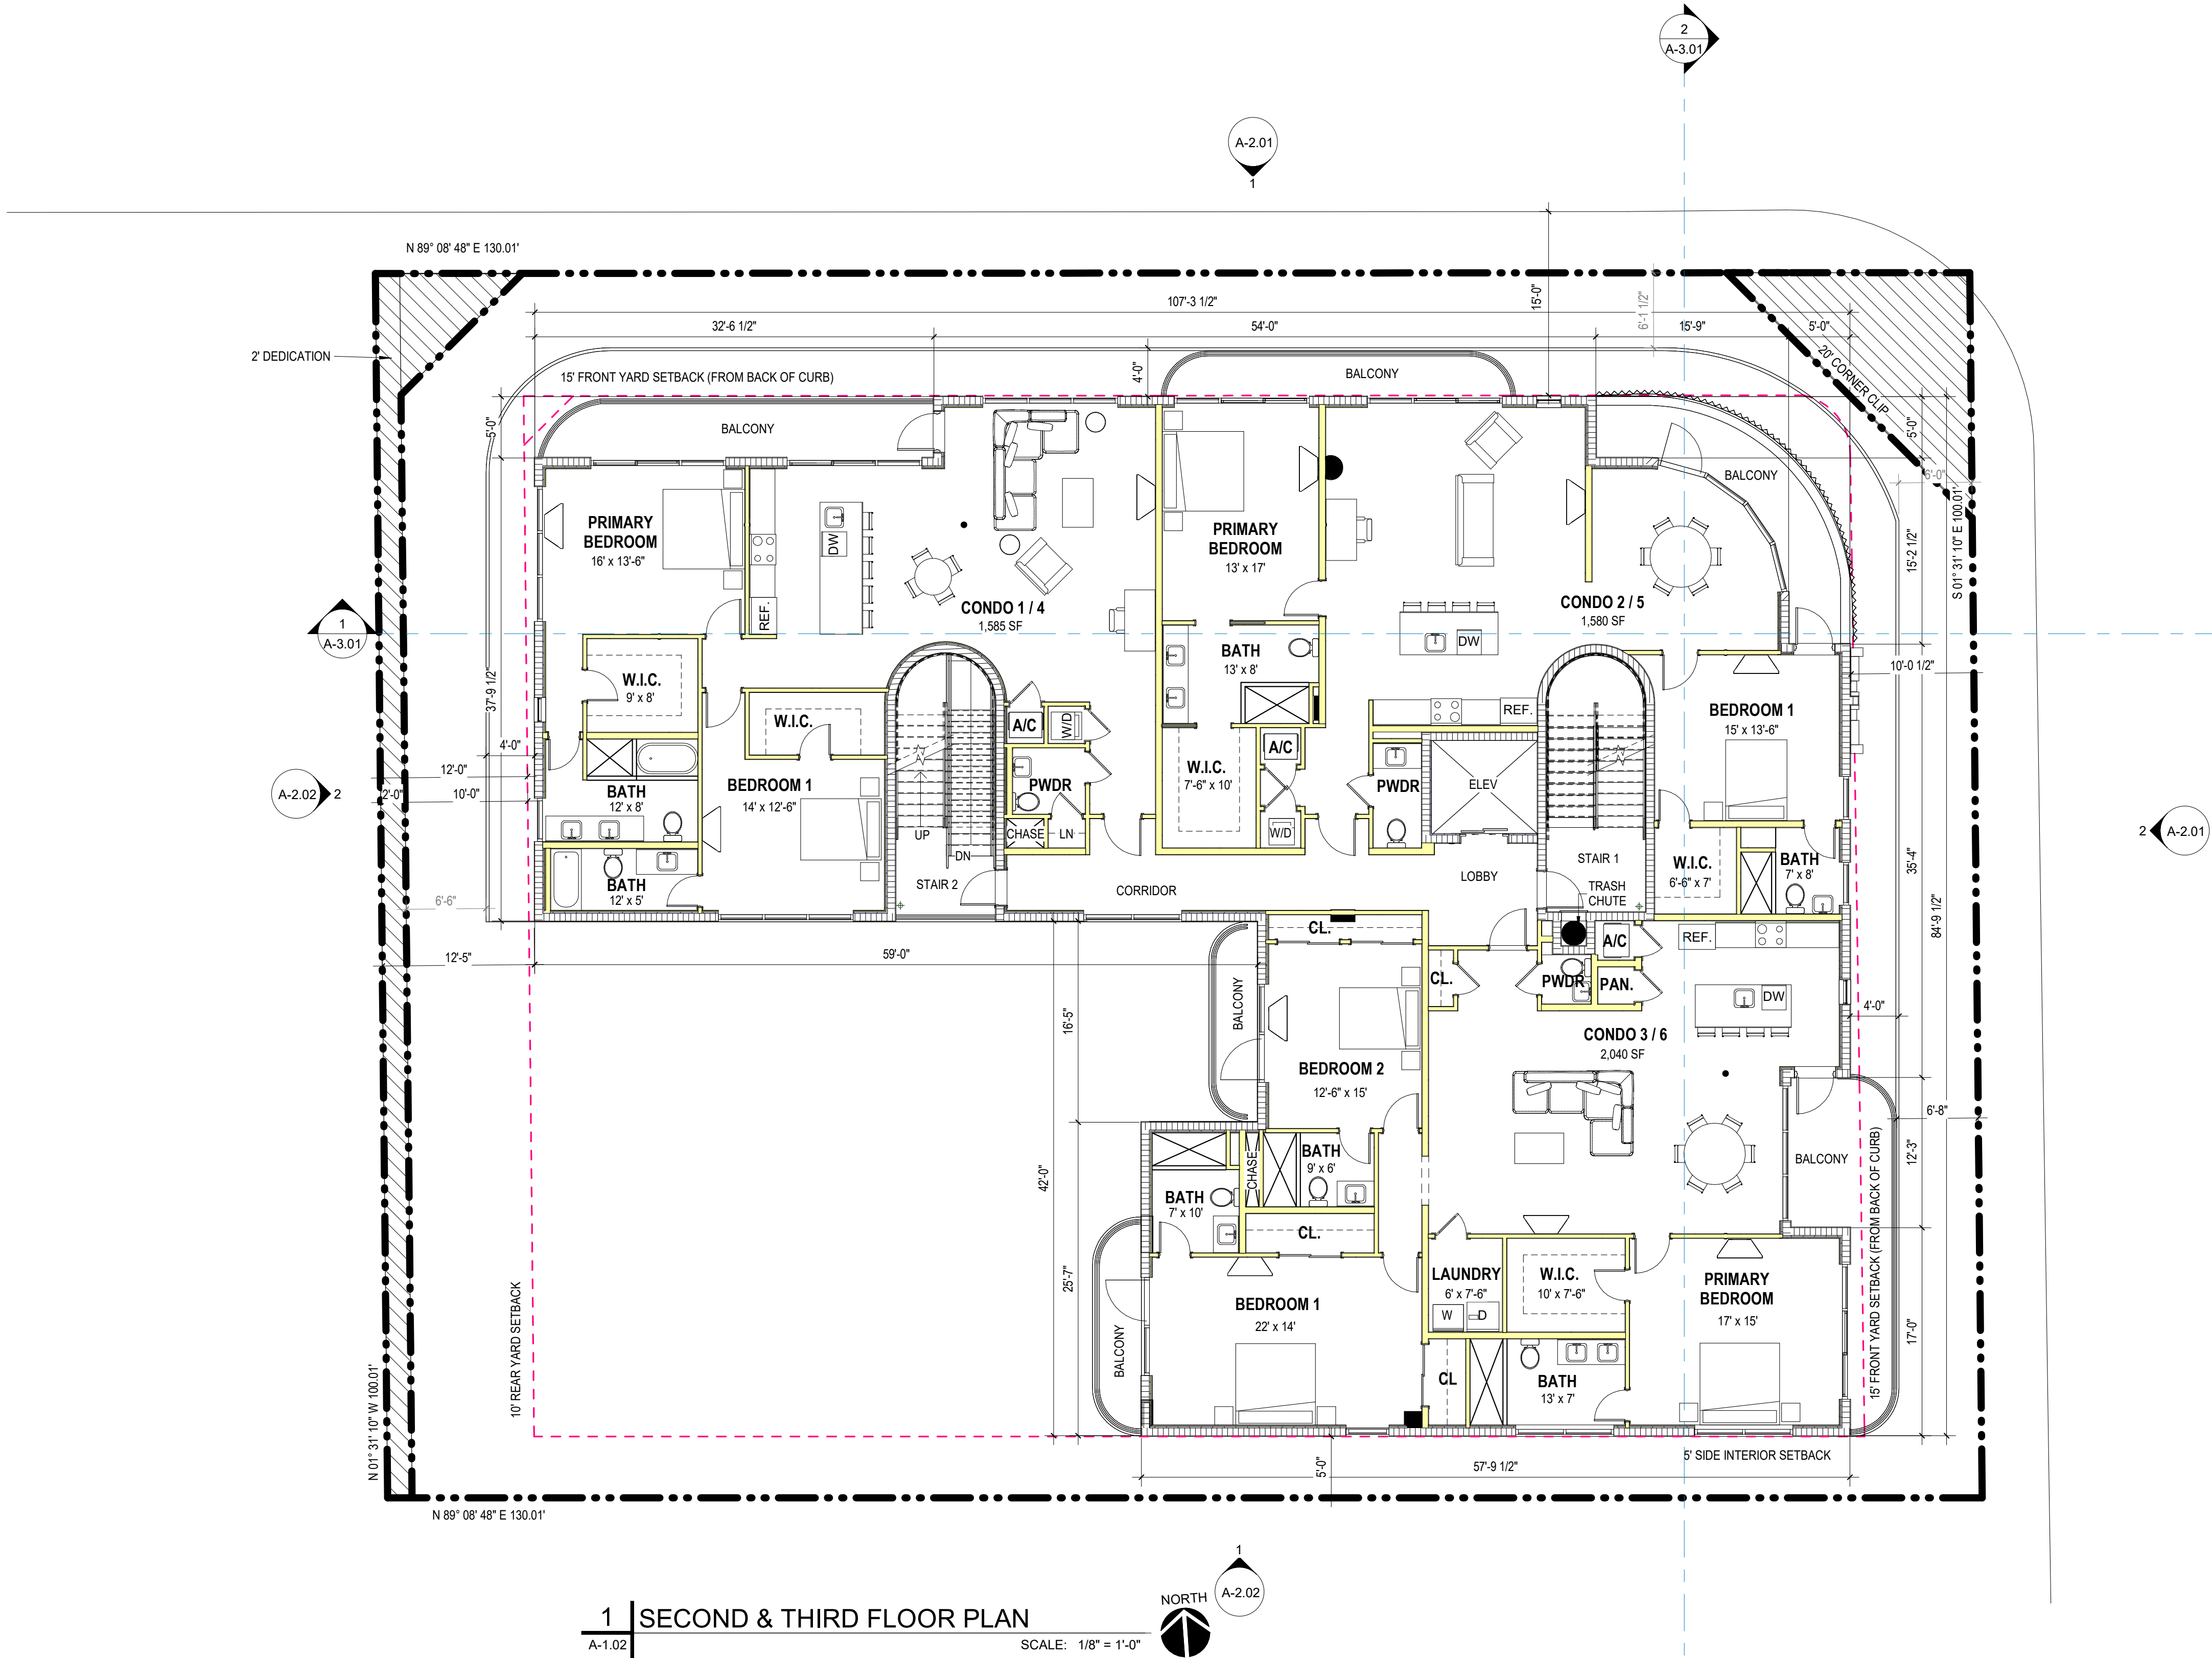 2
A-3.01
A-2.01
1
N 89° 08' 48" E 130.01'
107'-3 1/2"
15'-0"
6'-1 1/2"
32'-6 1/2"
54'-0"
15'-9"
5'-0"
2' DEDICATION
20' CORNER CLIP
15' FRONT YARD SETBACK (FROM BACK OF CURB)
4'-0"
BALCONY
5'-0"
BALCONY
5'-0"
BALCONY
6'-0"
S 01° 31' 10" E 100.01'
PRIMARY
BEDROOM
16' x 13'-6"
DW
REF.
CONDO 1 / 4
1,585 SF
PRIMARY
BEDROOM
13' x 17'
CONDO 2 / 5
1,580 SF
DW
15'-2 1/2"
1
A-3.01
BATH
13' x 8'
10'-0 1/2"
37'-9 1/2"
W.I.C.
9' x 8'
W.I.C.
A/C
W/D
REF.
BEDROOM 1
15' x 13'-6"
4'-0"
12'-0"
A-2.02
2
2'-0"
10'-0"
BATH
12' x 8'
BEDROOM 1
14' x 12'-6"
PWDR
W.I.C.
7'-6" x 10'
A/C
PWDR
ELEV
2
A-2.01
UP
DN
CHASE
LN
W/D
STAIR 1
W.I.C.
6'-6" x 7'
BATH
7' x 8'
35'-4"
BATH
12' x 5'
STAIR 2
CORRIDOR
LOBBY
TRASH
CHUTE
6'-6"
84'-9 1/2"
12'-5"
59'-0"
CL.
A/C
REF.
CL.
PWDR
PAN.
DW
4'-0"
BALCONY
16'-5"
CONDO 3 / 6
2,040 SF
BEDROOM 2
12'-6" x 15'
6'-8"
42'-0"
CHASE
BATH
9' x 6'
BALCONY
12'-3"
BATH
7' x 10'
CL.
15' FRONT YARD SETBACK (FROM BACK OF CURB)
25'-7"
LAUNDRY
6' x 7'-6"
W
D
W.I.C.
10' x 7'-6"
PRIMARY
BEDROOM
17' x 15'
10' REAR YARD SETBACK
BEDROOM 1
22' x 14'
BALCONY
17'-0"
CL
BATH
13' x 7'
N 01° 31' 10" W 100.01'
5'-0"
57'-9 1/2"
5' SIDE INTERIOR SETBACK
N 89° 08' 48" E 130.01'
1
A-2.02
NORTH
1
A-1.02
SECOND & THIRD FLOOR PLAN
SCALE: 1/8" = 1'-0"